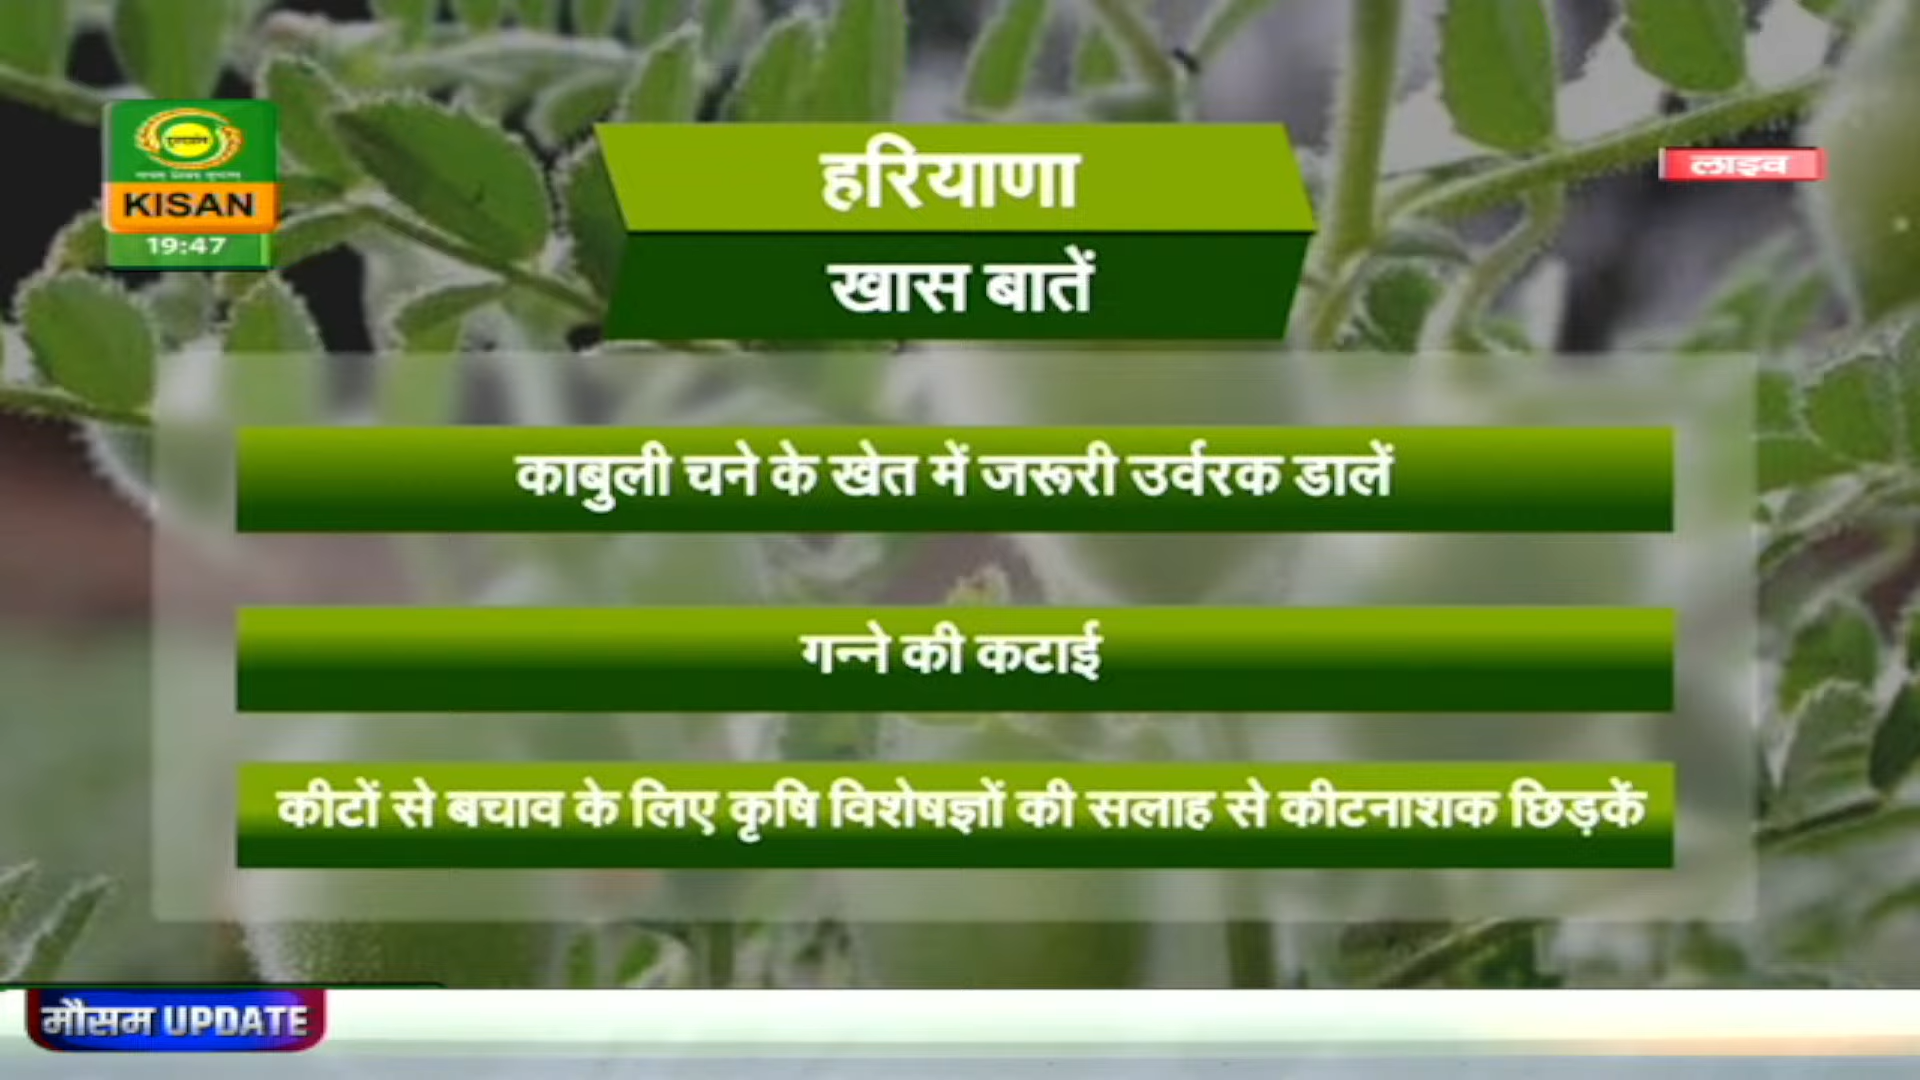 KISAN
19:47
लाइव
हरियाणा
खास बातें
काबुली चने के खेत में जरूरी उर्वरक डालें
गन्ने की कटाई
कीटों से बचाव के लिए कृषि विशेषज्ञों की सलाह से कीटनाशक छिड़कें
मौसम UPDATE